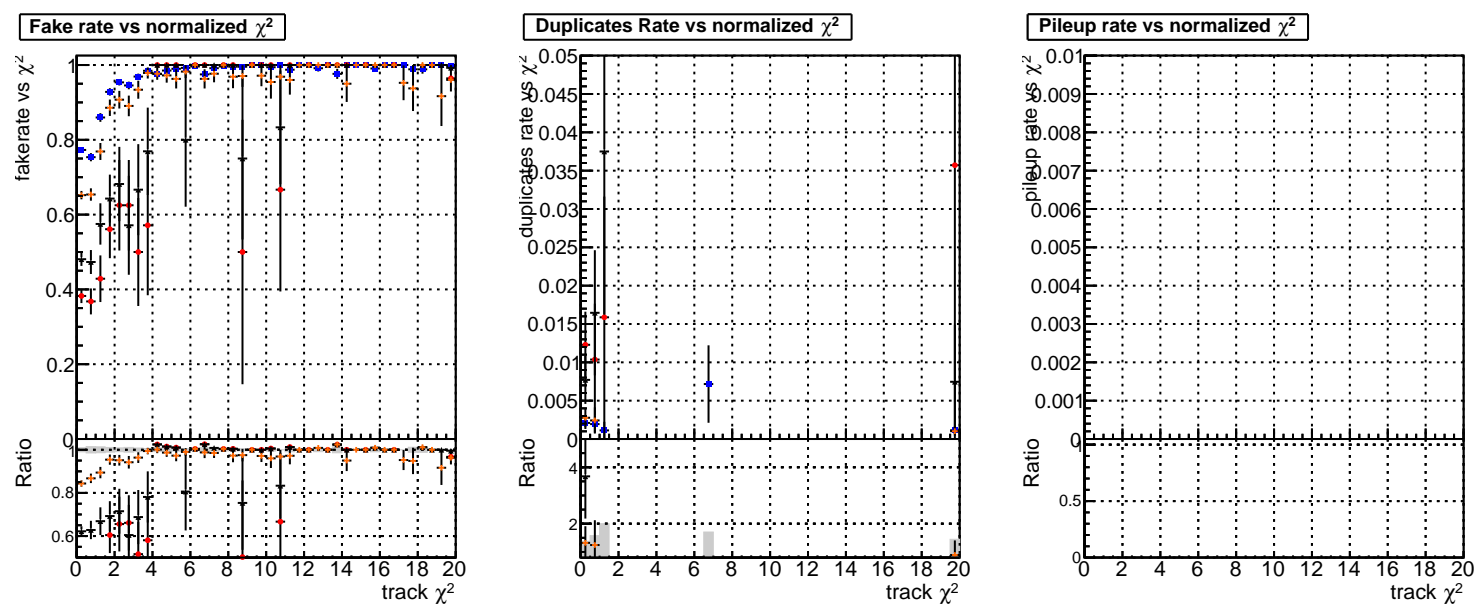 Fake rate vs normalized χ²
fakerate vs χ²
1
0.8
0.6
0.4
0.2
0
Ratio
1
0.8
0.6
0 2 4 6 8 10 12 14 16 18 20
track χ²
Duplicates Rate vs normalized χ²
duplicates rate vs χ²
0.05
0.045
0.04
0.035
0.03
0.025
0.02
0.015
0.01
0.005
0
Ratio
4
2
0 2 4 6 8 10 12 14 16 18 20
track χ²
Pileup rate vs normalized χ²
pileup rate vs χ²
0.01
0.009
0.008
0.007
0.006
0.005
0.004
0.003
0.002
0.001
0
Ratio
1
0.5
0
0 2 4 6 8 10 12 14 16 18 20
track χ²